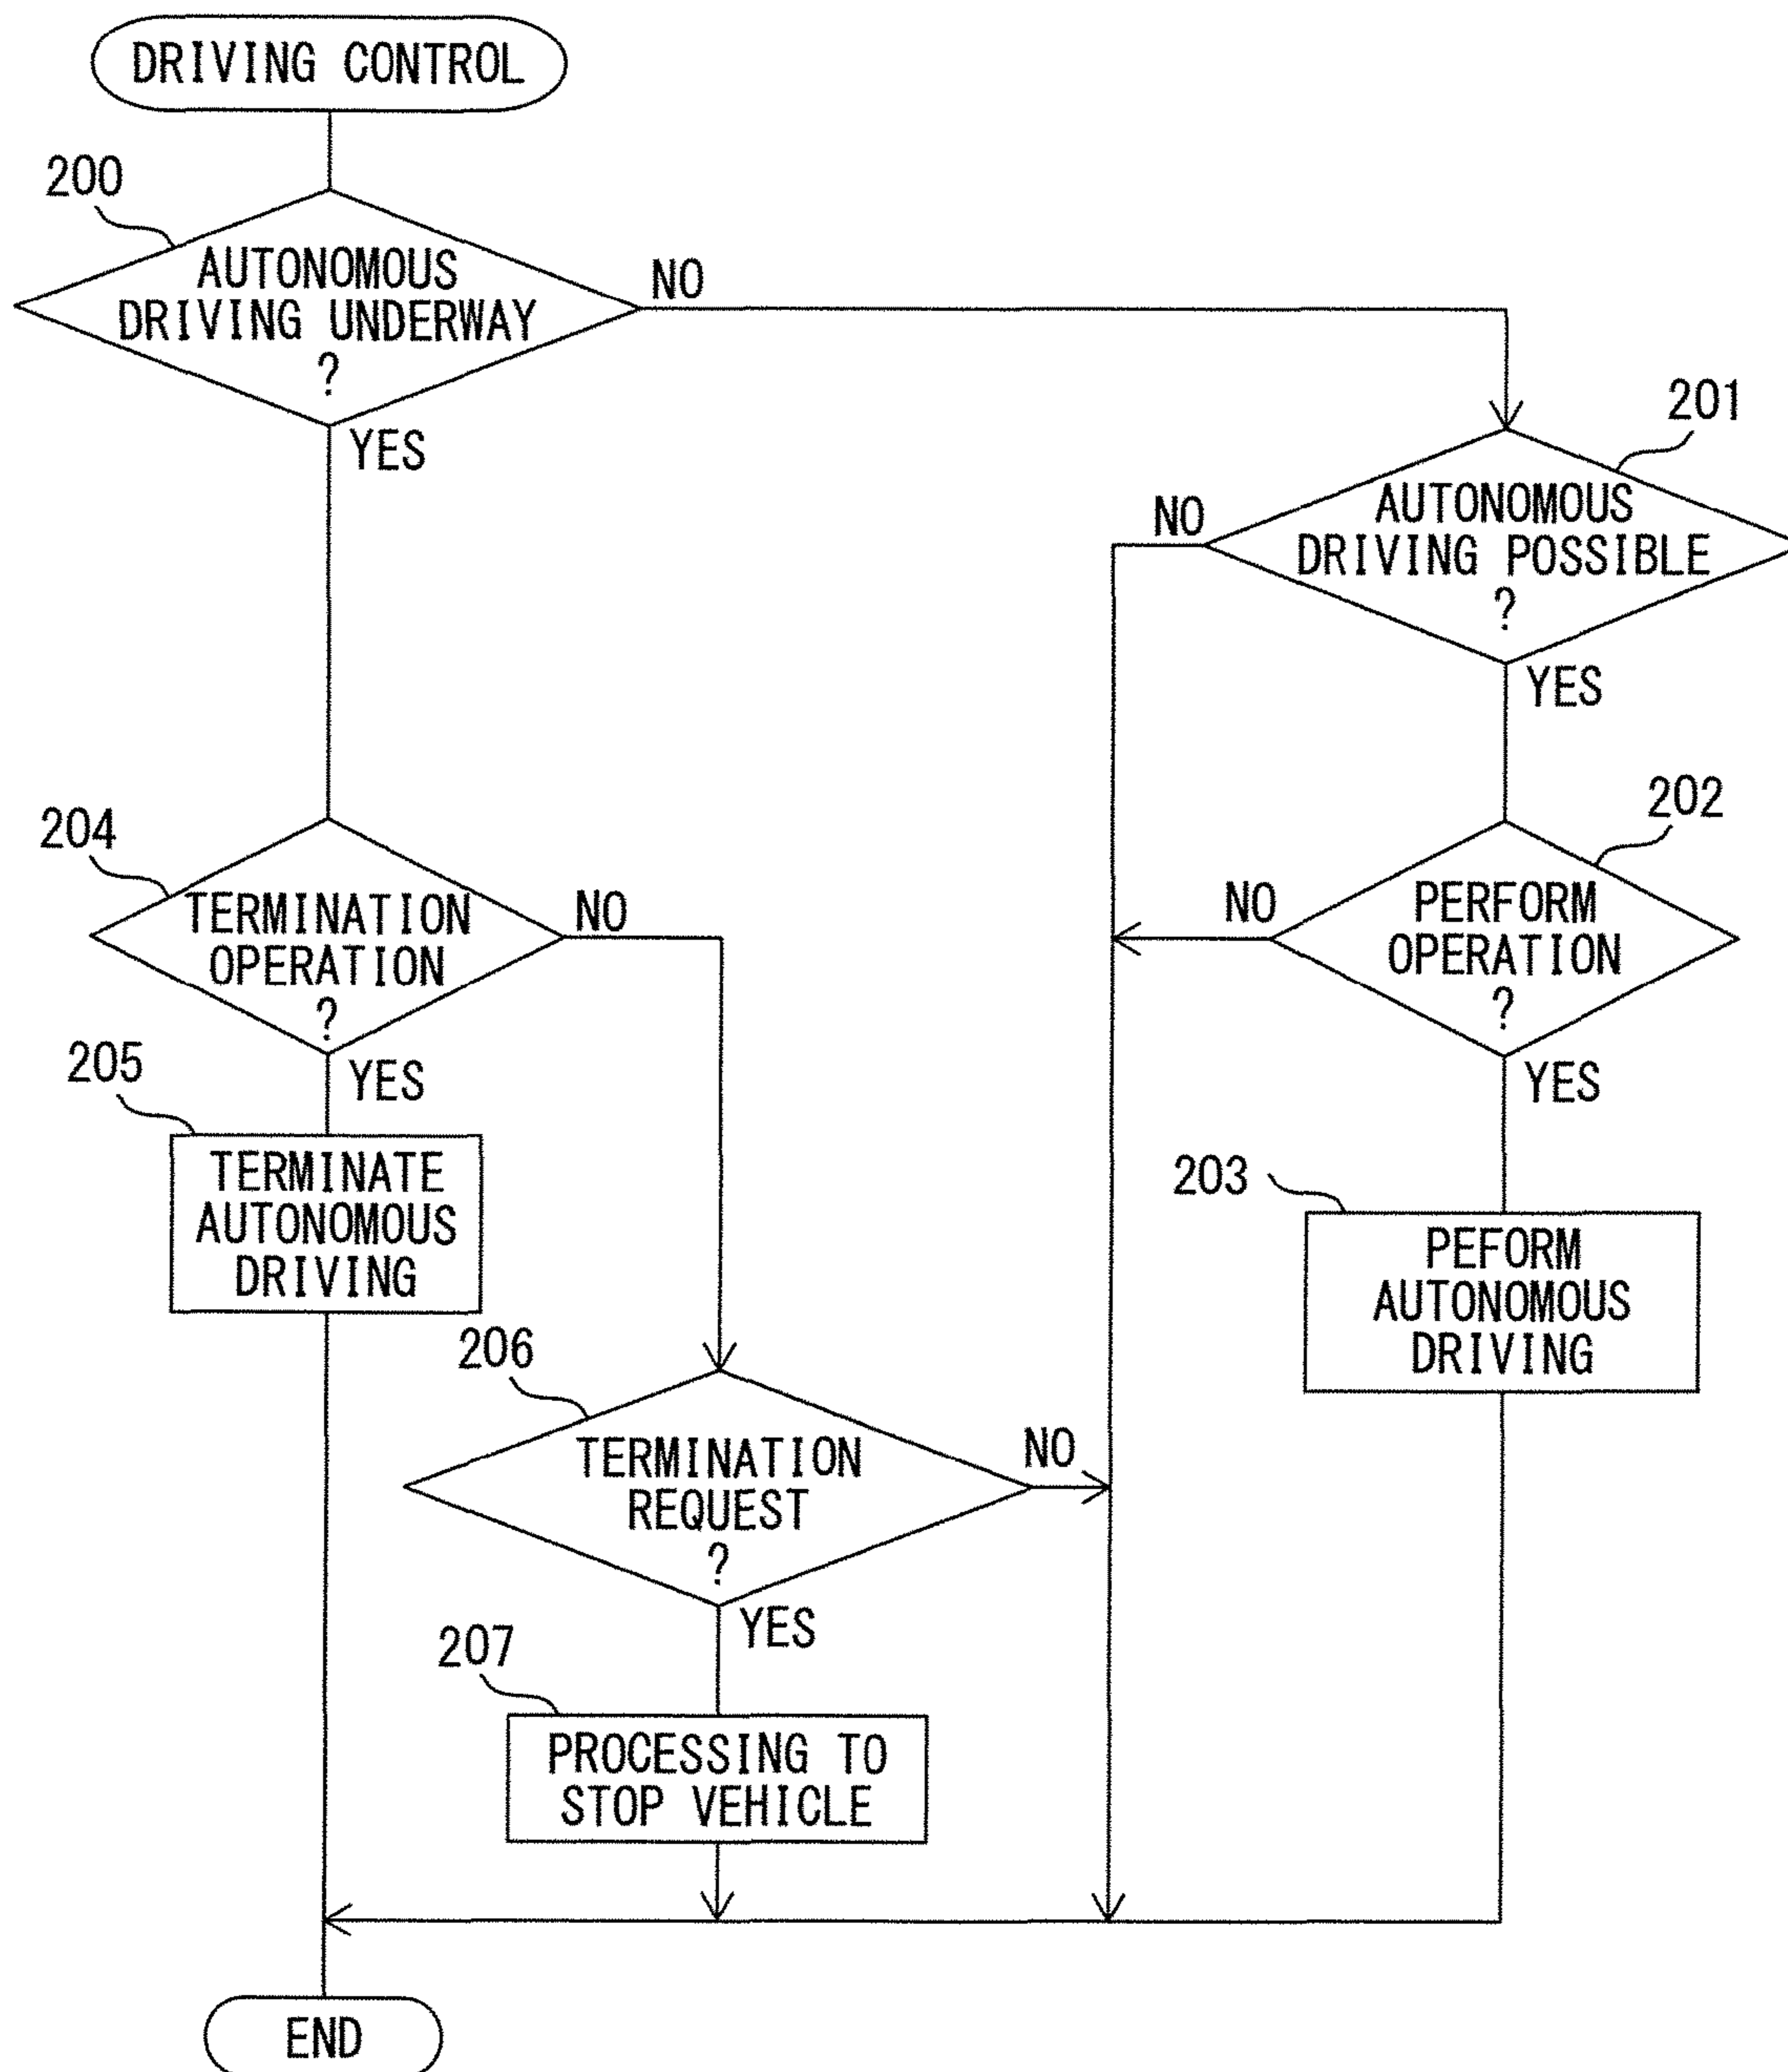 DRIVING CONTROL
200
AUTONOMOUS
DRIVING UNDERWAY
?
NO
YES
201
AUTONOMOUS
DRIVING POSSIBLE
?
NO
YES
202
PERFORM
OPERATION
?
NO
YES
203
PEFORM
AUTONOMOUS
DRIVING
204
TERMINATION
OPERATION
?
NO
YES
205
TERMINATE
AUTONOMOUS
DRIVING
206
TERMINATION
REQUEST
?
NO
YES
207
PROCESSING TO
STOP VEHICLE
END